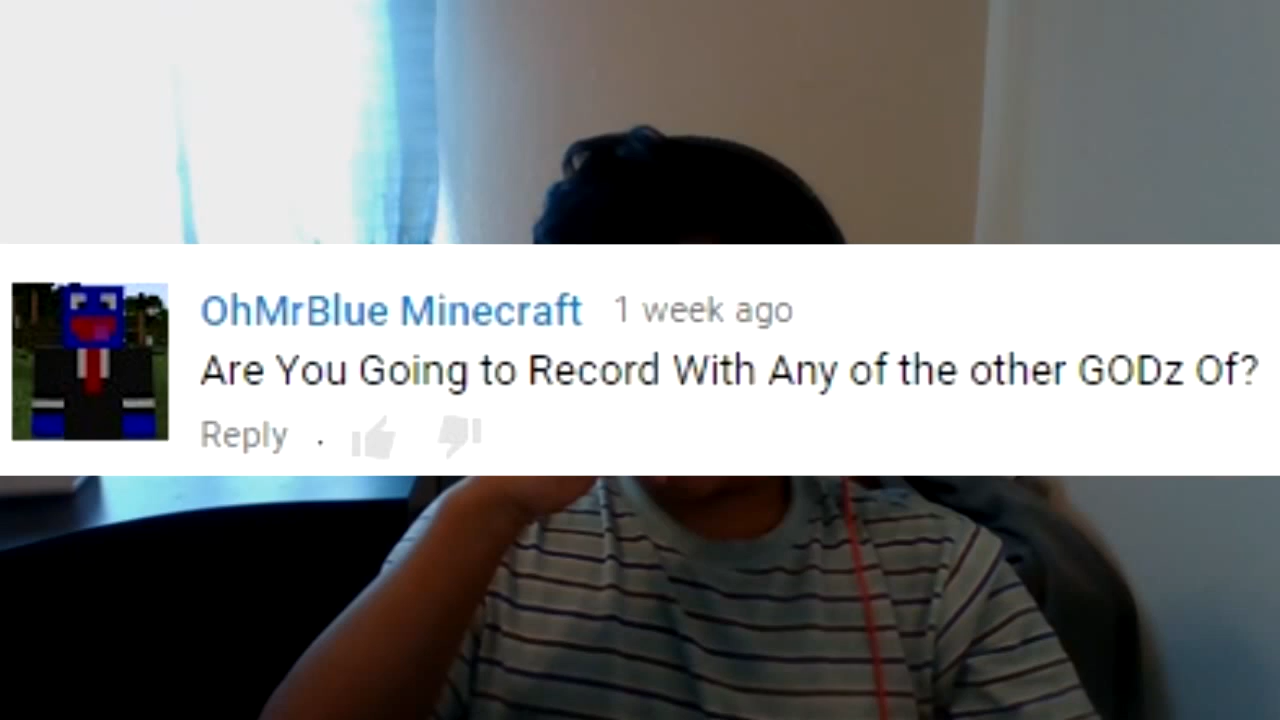 OhMrBlue Minecraft 1 week ago
Are You Going to Record With Any of the other GODz Of?
Reply .